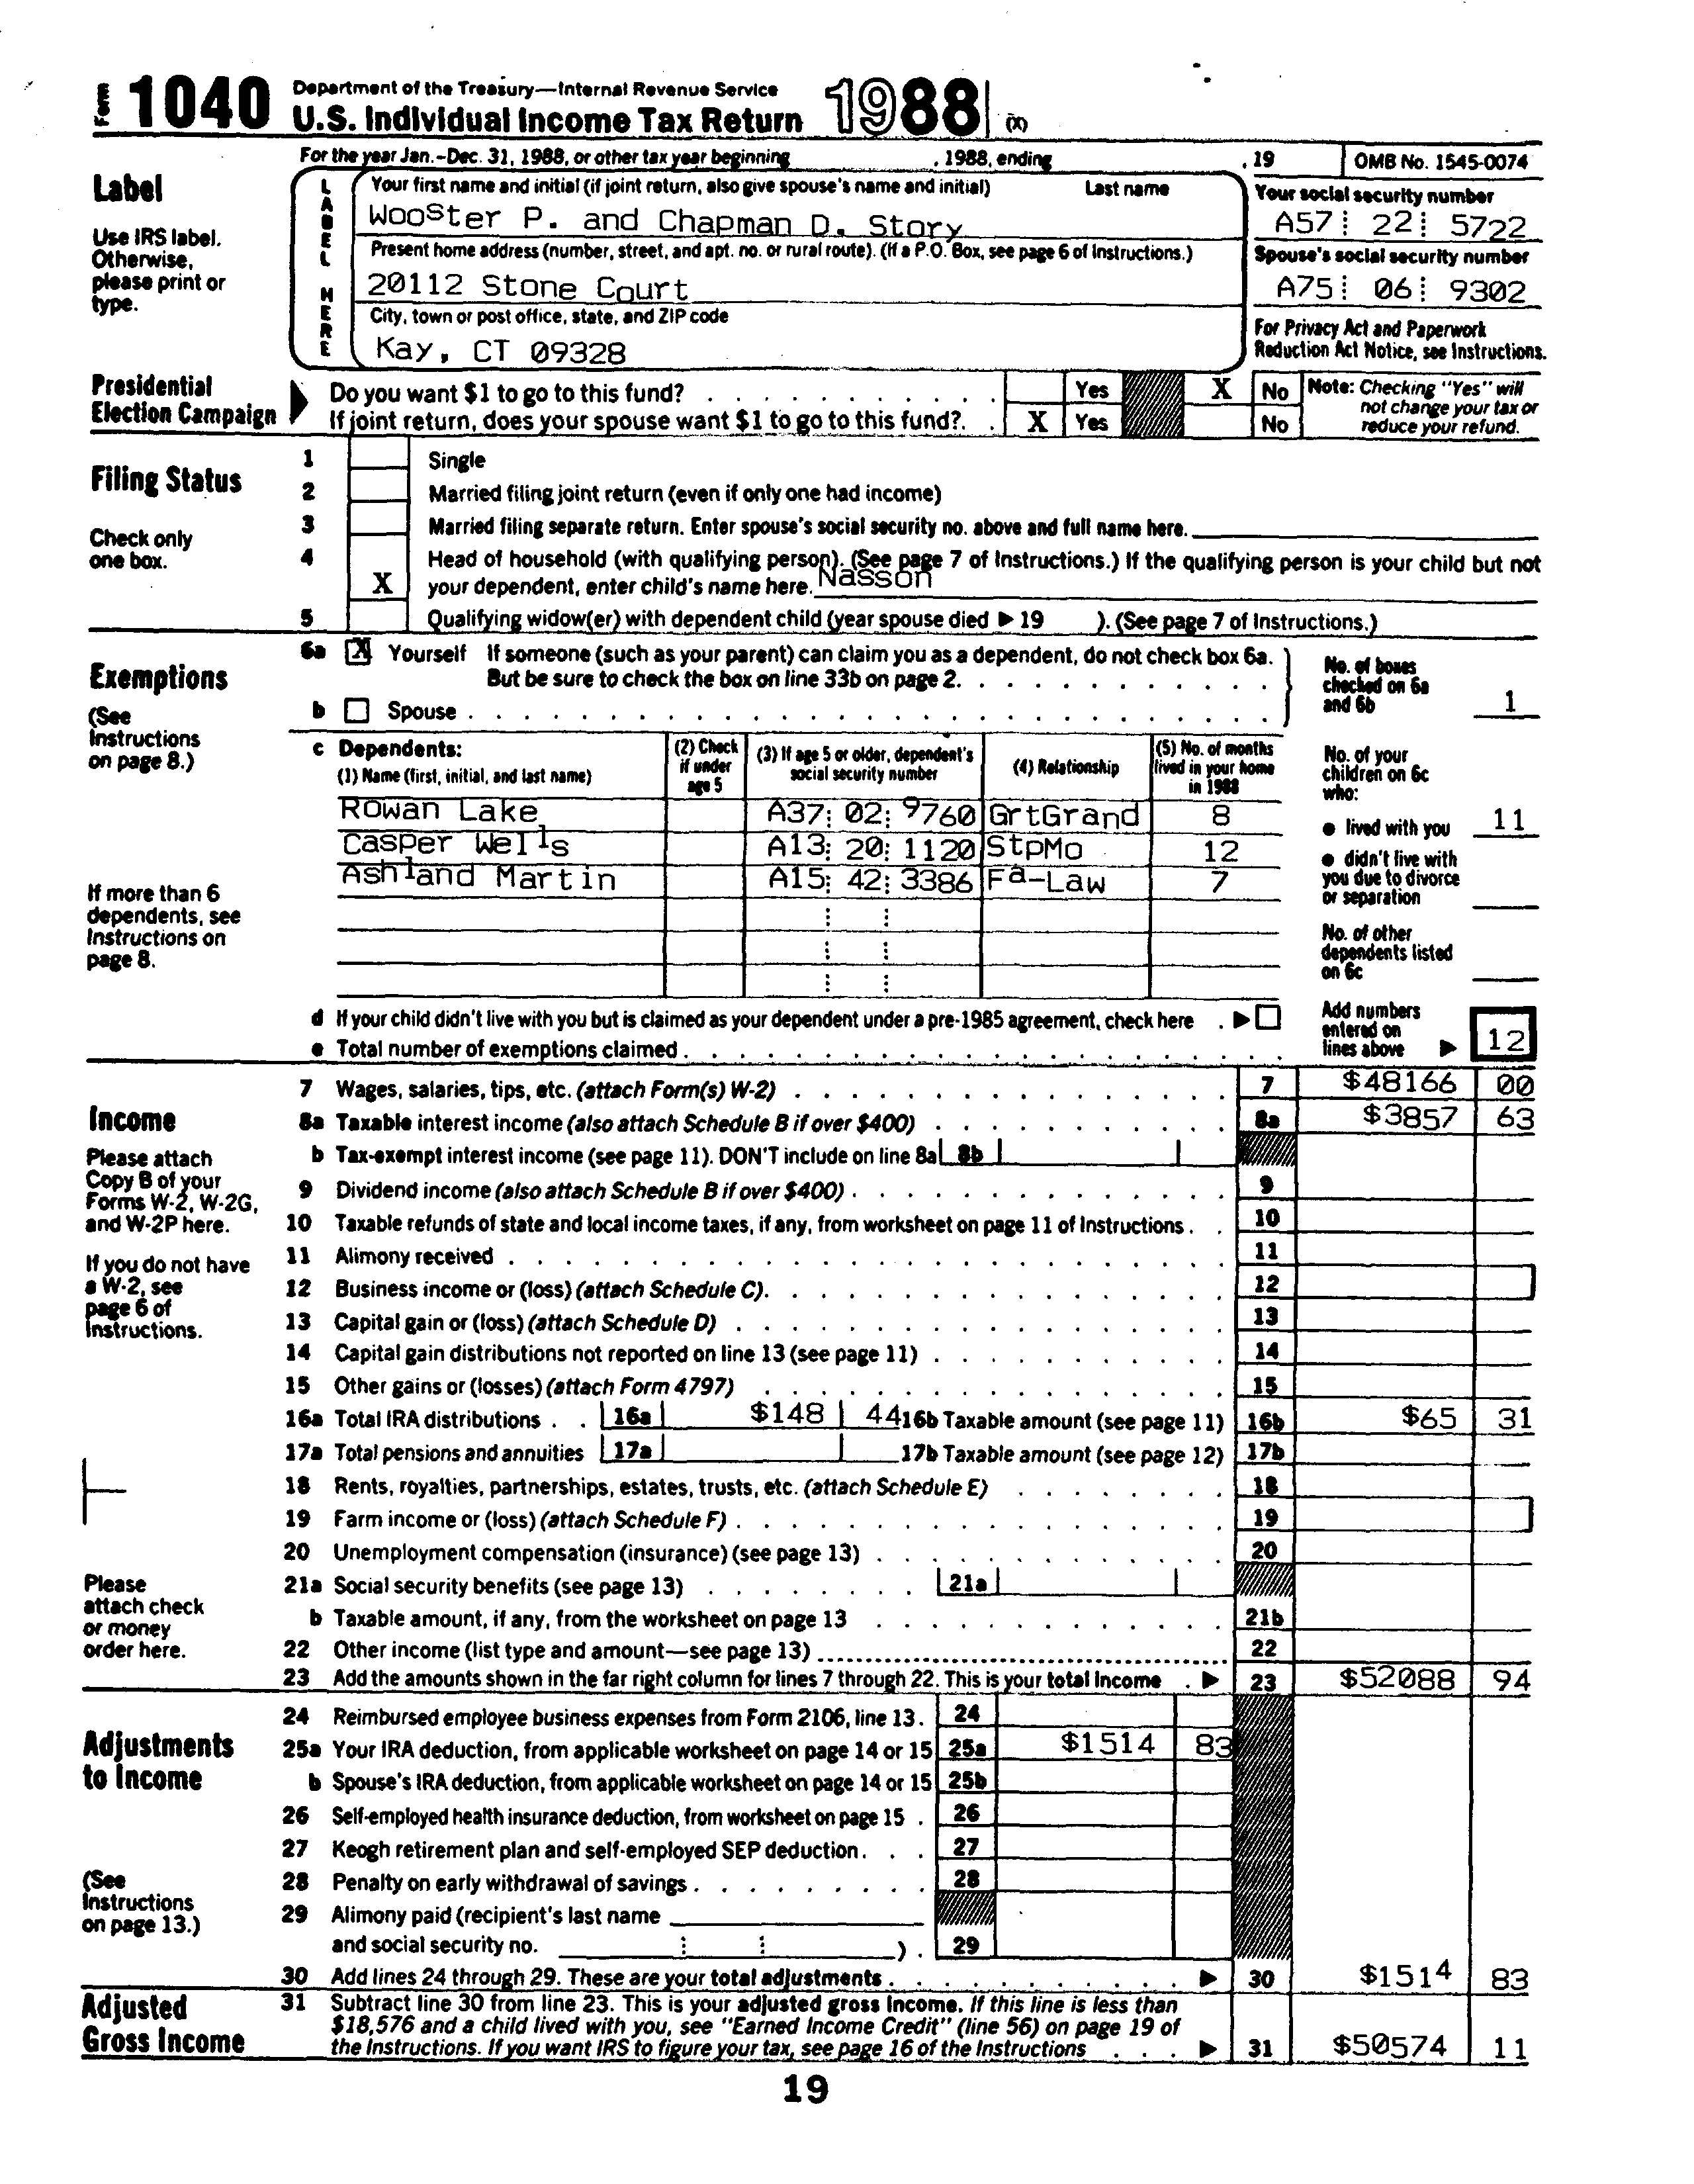 Form 1040 Department of the Treasury—Internal Revenue Service
U.S. Individual Income Tax Return 1988 (X)
For the year Jan.–Dec. 31, 1988, or other tax year beginning , 1988, ending , 19 OMB No. 1545-0074
Label
Use IRS label.
Otherwise,
please print or
type.
LABEL HERE
Your first name and initial (if joint return, also give spouse's name and initial) Last name
Wooster P. and Chapman D. Story
Present home address (number, street, and apt. no. or rural route). (If a P.O. Box, see page 6 of Instructions.)
20112 Stone Court
City, town or post office, state, and ZIP code
Kay, CT 09328
Your social security number
A57 22 5722
Spouse's social security number
A75 06 9302
For Privacy Act and Paperwork
Reduction Act Notice, see Instructions.
Presidential
Election Campaign
Do you want $1 to go to this fund? Yes X No
If joint return, does your spouse want $1 to go to this fund? X Yes No
Note: Checking "Yes" will
not change your tax or
reduce your refund.
Filing Status
Check only
one box.
1 Single
2 Married filing joint return (even if only one had income)
3 Married filing separate return. Enter spouse's social security no. above and full name here.
4 Head of household (with qualifying person). (See page 7 of Instructions.) If the qualifying person is your child but not
X your dependent, enter child's name here. Nasson
5 Qualifying widow(er) with dependent child (year spouse died ▶ 19 ). (See page 7 of Instructions.)
Exemptions
(See
Instructions
on page 8.)
6a X Yourself If someone (such as your parent) can claim you as a dependent, do not check box 6a.
But be sure to check the box on line 33b on page 2.
b Spouse
No. of boxes
checked on 6a
and 6b 1
c Dependents:
(1) Name (first, initial, and last name)
(2) Check
if under
age 5
(3) If age 5 or older, dependent's
social security number
(4) Relationship
(5) No. of months
lived in your home
in 1988
Rowan Lake A37 02 9760 GrtGrand 8
Casper Wells A13 20 1120 StpMo 12
Ashland Martin A15 42 3386 Fa-Law 7
If more than 6
dependents, see
Instructions on
page 8.
No. of your
children on 6c
who:
● lived with you 11
● didn't live with
you due to divorce
or separation
No. of other
dependents listed
on 6c
d If your child didn't live with you but is claimed as your dependent under a pre-1985 agreement, check here ▶
e Total number of exemptions claimed
Add numbers
entered on
lines above ▶ 12
Income
Please attach
Copy B of your
Forms W-2, W-2G,
and W-2P here.
If you do not have
a W-2, see
page 6 of
Instructions.
Please
attach check
or money
order here.
7 Wages, salaries, tips, etc. (attach Form(s) W-2) 7 $48166 00
8a Taxable interest income (also attach Schedule B if over $400) 8a $3857 63
b Tax-exempt interest income (see page 11). DON'T include on line 8a 8b
9 Dividend income (also attach Schedule B if over $400) 9
10 Taxable refunds of state and local income taxes, if any, from worksheet on page 11 of Instructions 10
11 Alimony received 11
12 Business income or (loss) (attach Schedule C) 12
13 Capital gain or (loss) (attach Schedule D) 13
14 Capital gain distributions not reported on line 13 (see page 11) 14
15 Other gains or (losses) (attach Form 4797) 15
16a Total IRA distributions 16a $148 44 16b Taxable amount (see page 11) 16b $65 31
17a Total pensions and annuities 17a 17b Taxable amount (see page 12) 17b
18 Rents, royalties, partnerships, estates, trusts, etc. (attach Schedule E) 18
19 Farm income or (loss) (attach Schedule F) 19
20 Unemployment compensation (insurance) (see page 13) 20
21a Social security benefits (see page 13) 21a
b Taxable amount, if any, from the worksheet on page 13 21b
22 Other income (list type and amount—see page 13) 22
23 Add the amounts shown in the far right column for lines 7 through 22. This is your total income ▶ 23 $52088 94
Adjustments
to Income
(See
Instructions
on page 13.)
24 Reimbursed employee business expenses from Form 2106, line 13 24
25a Your IRA deduction, from applicable worksheet on page 14 or 15 25a $1514 83
b Spouse's IRA deduction, from applicable worksheet on page 14 or 15 25b
26 Self-employed health insurance deduction, from worksheet on page 15 26
27 Keogh retirement plan and self-employed SEP deduction 27
28 Penalty on early withdrawal of savings 28
29 Alimony paid (recipient's last name
and social security no. ) 29
30 Add lines 24 through 29. These are your total adjustments ▶ 30 $1514 83
Adjusted
Gross Income
31 Subtract line 30 from line 23. This is your adjusted gross income. If this line is less than
$18,576 and a child lived with you, see "Earned Income Credit" (line 56) on page 19 of
the Instructions. If you want IRS to figure your tax, see page 16 of the Instructions ▶ 31 $50574 11
19